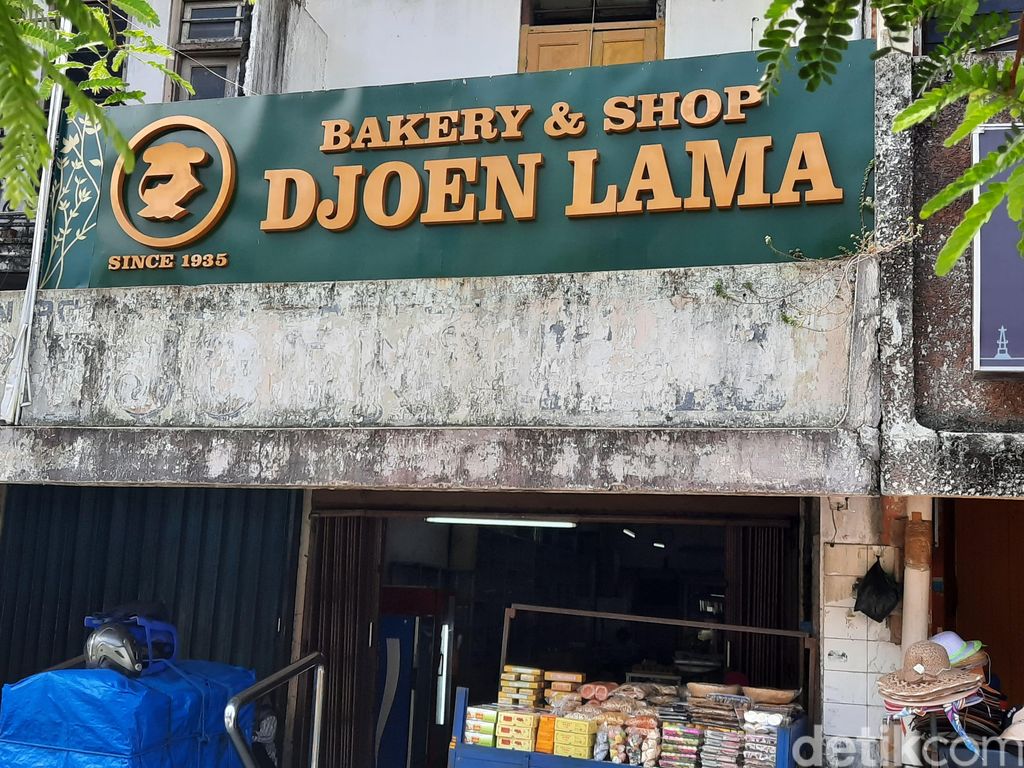 BAKERY & SHOP
DJOEN LAMA
SINCE 1935
detikcom